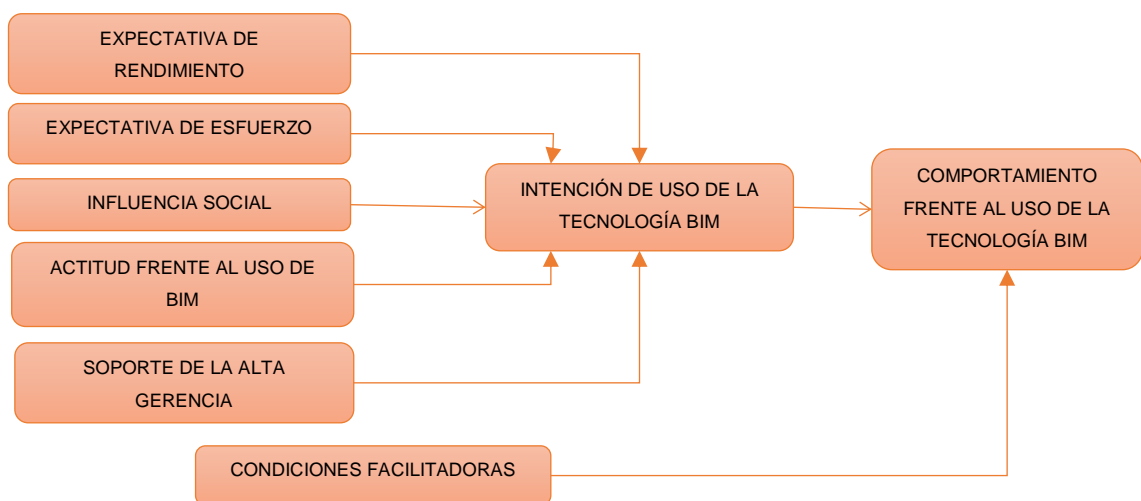 EXPECTATIVA DE
RENDIMIENTO
EXPECTATIVA DE ESFUERZO
INFLUENCIA SOCIAL
ACTITUD FRENTE AL USO DE
BIM
SOPORTE DE LA ALTA
GERENCIA
CONDICIONES FACILITADORAS
INTENCIÓN DE USO DE LA
TECNOLOGÍA BIM
COMPORTAMIENTO
FRENTE AL USO DE LA
TECNOLOGÍA BIM